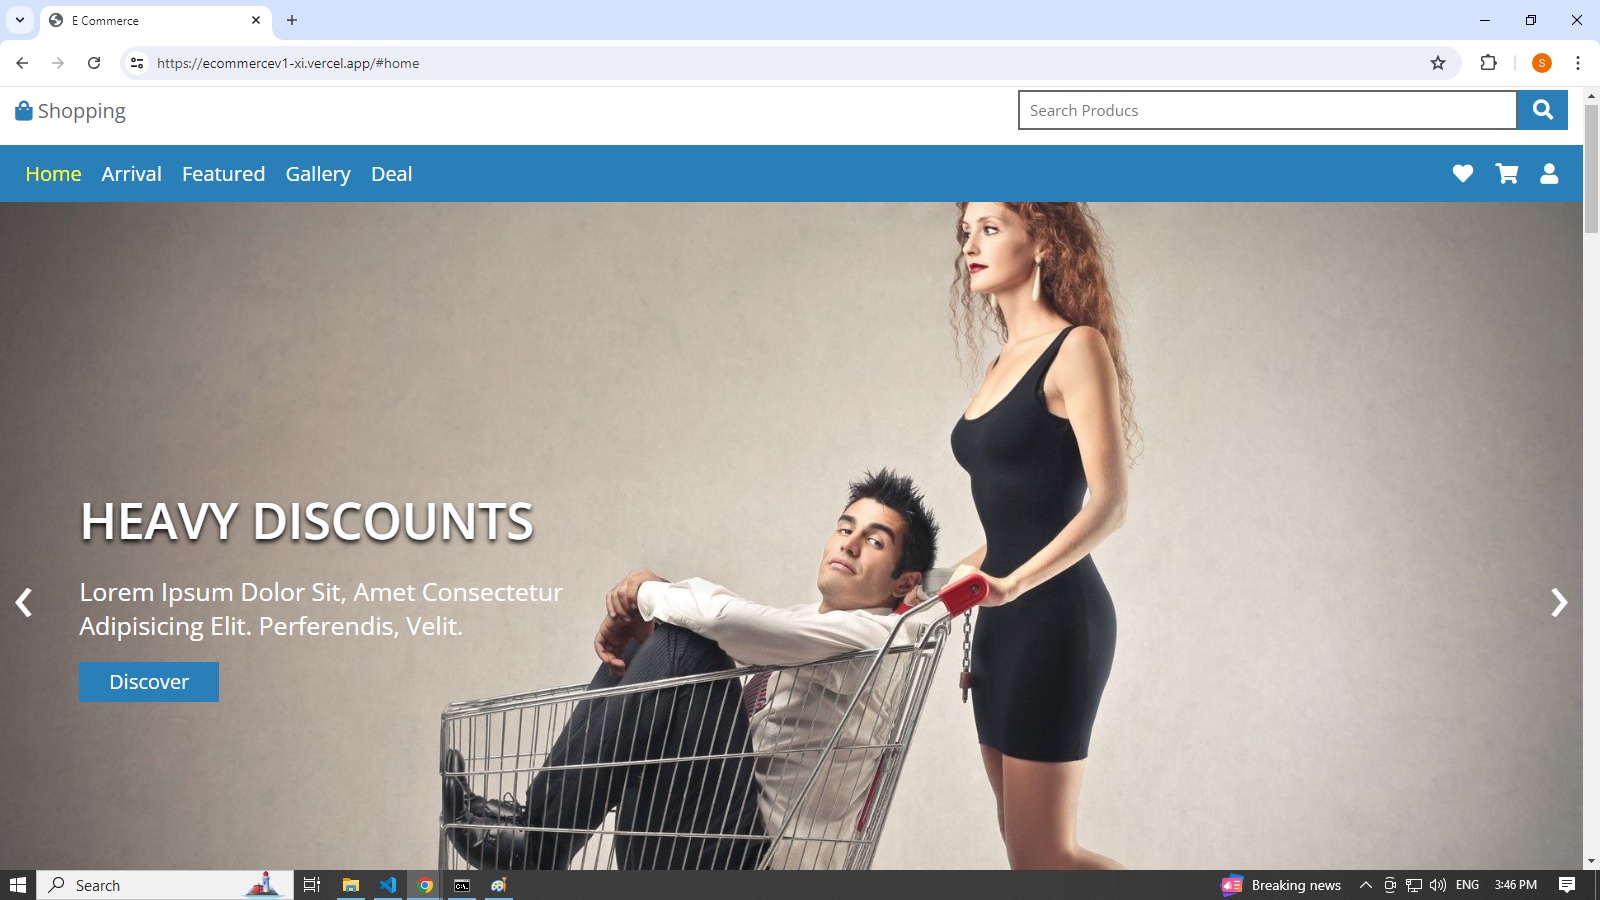 E Commerce
https://ecommercev1-xi.vercel.app/#home
S
Shopping
Search Producs
Home Arrival Featured Gallery Deal
HEAVY DISCOUNTS
Lorem Ipsum Dolor Sit, Amet Consectetur
Adipisicing Elit. Perferendis, Velit.
Discover
Search
Breaking news
ENG
3:46 PM